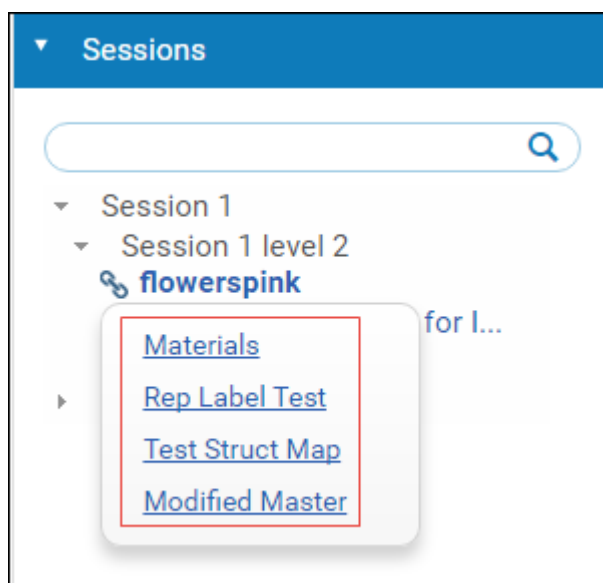 Sessions
Session 1
Session 1 level 2
flowerspink
for l...
Materials
Rep Label Test
Test Struct Map
Modified Master